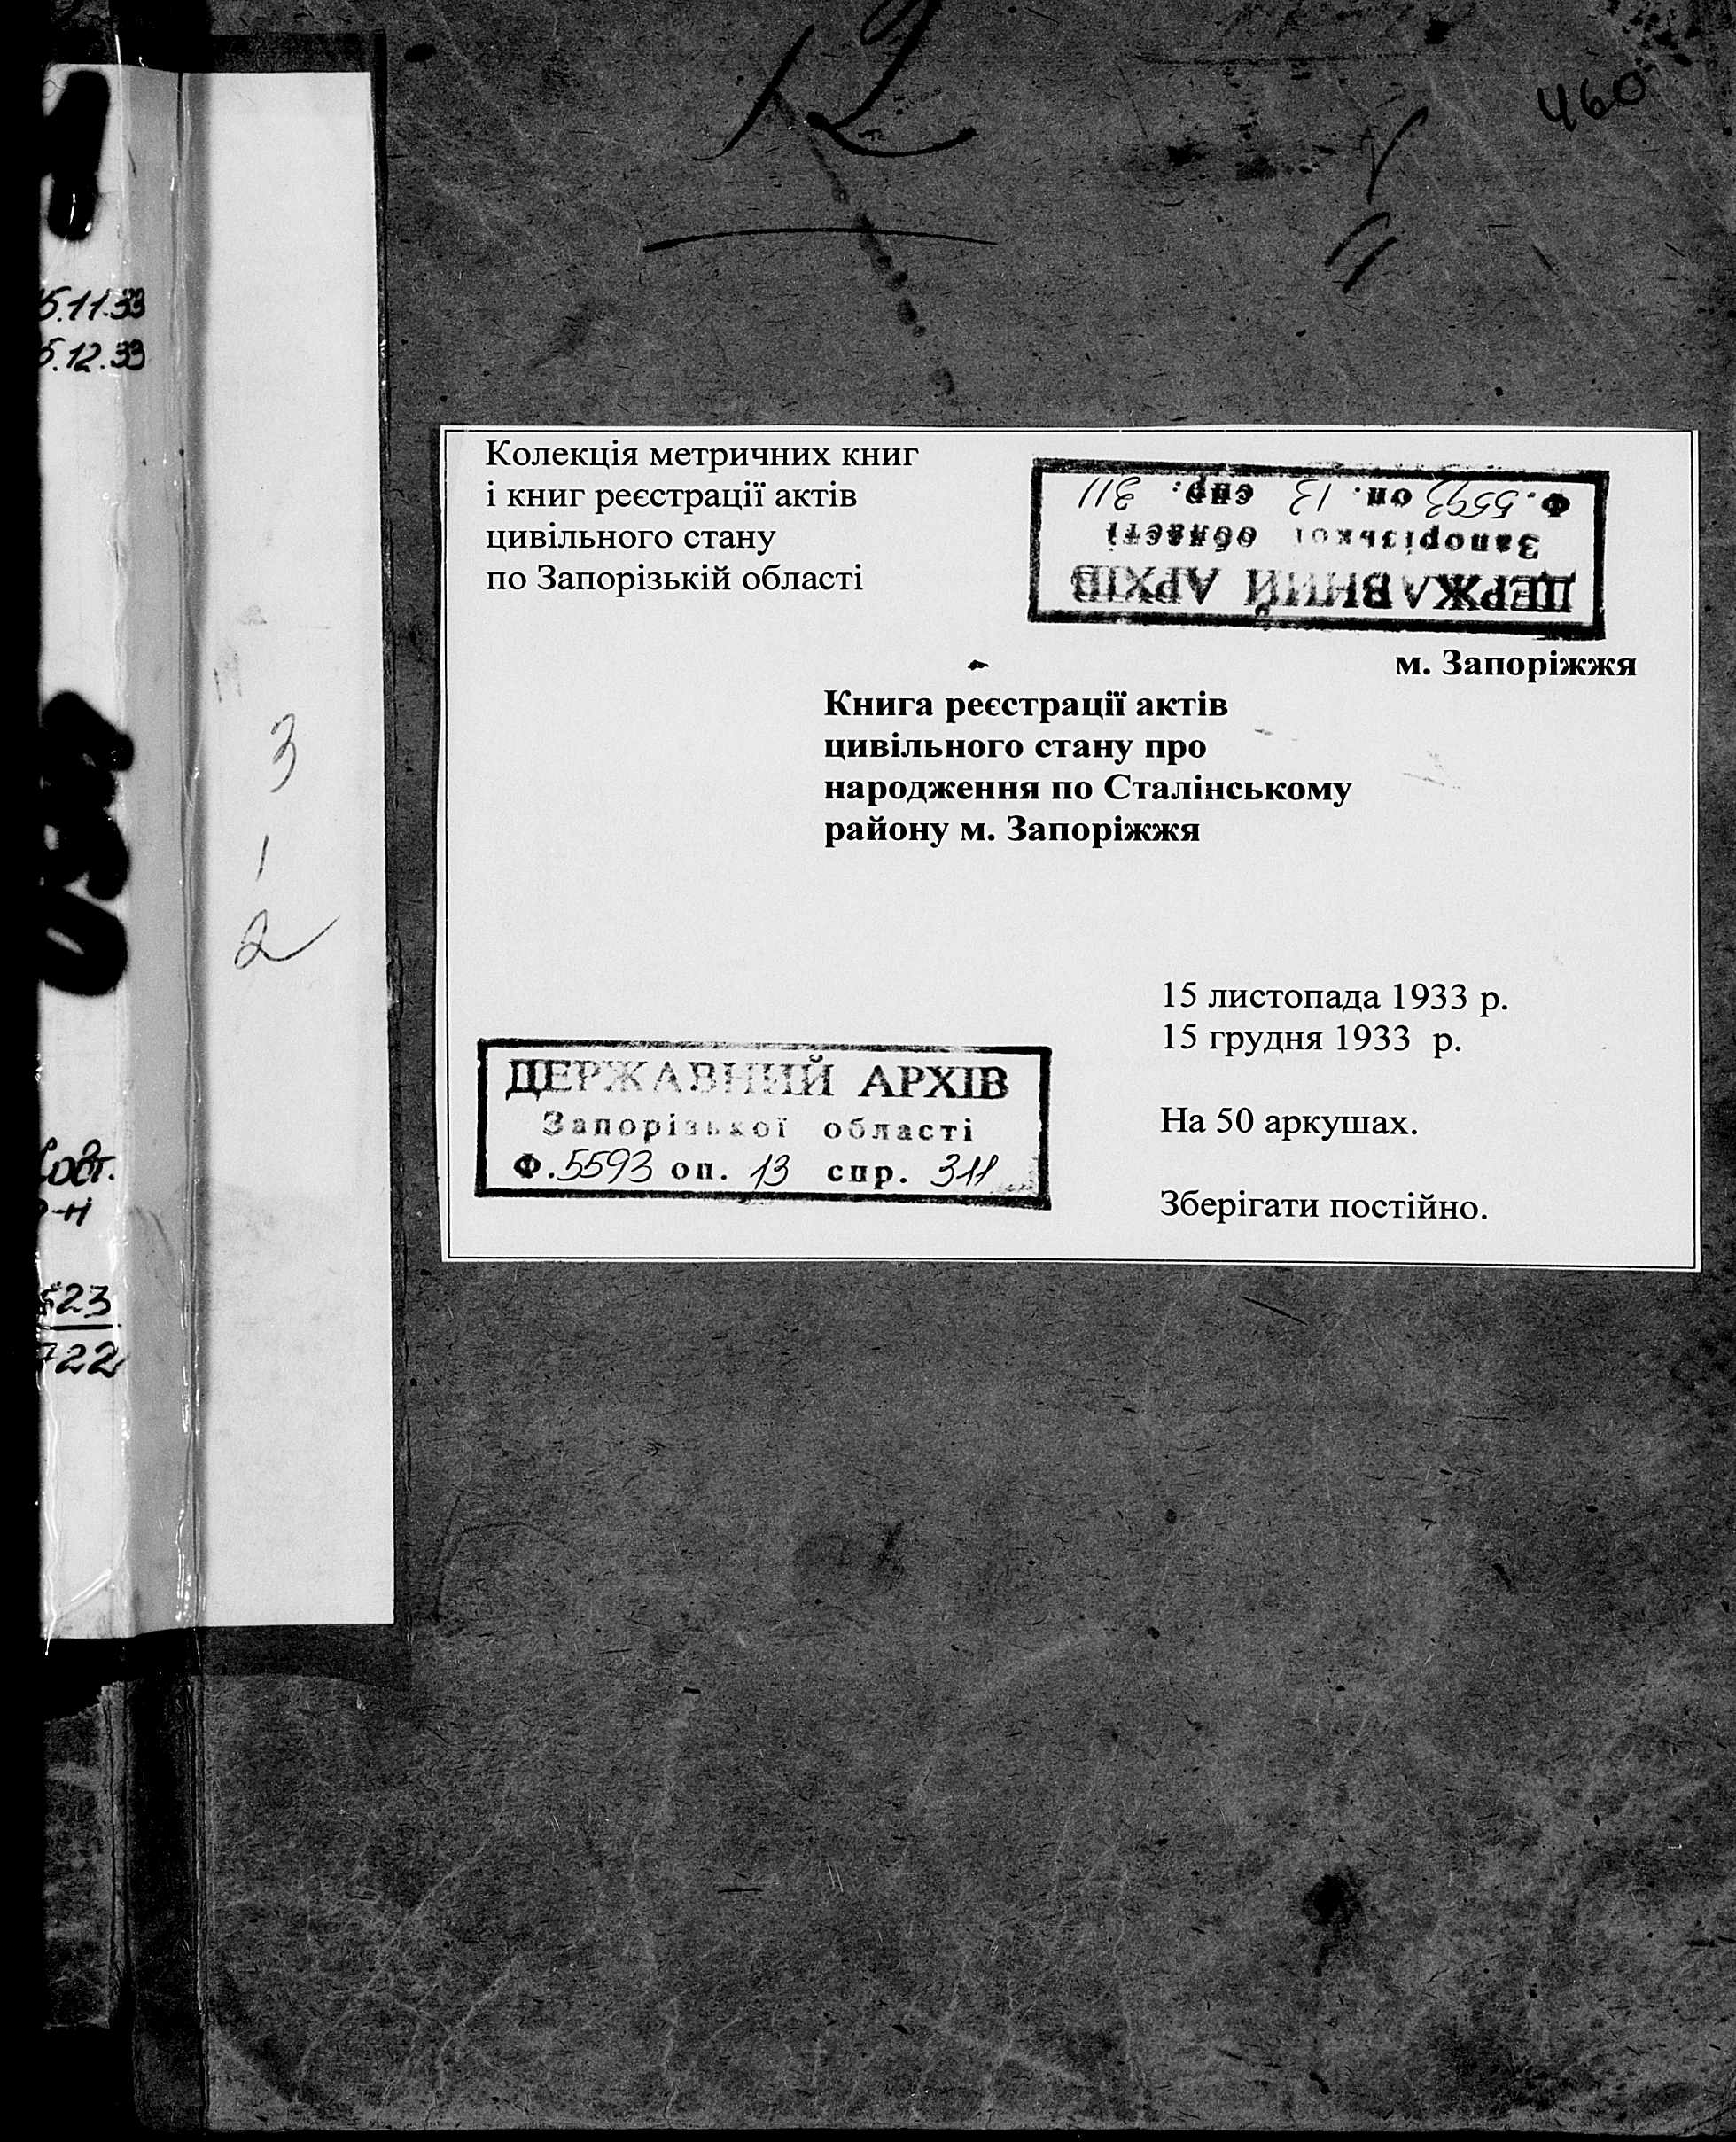 12
460
5.11.33
5.12.33
Колекція метричних книг
і книг реєстрації актів
цивільного стану
по Запорізькій області
ДЕРЖАВНИЙ АРХІВ
Запорізької області
Ф. 5593 оп. 13 спр. 311
м. Запоріжжя
Книга реєстрації актів
цивільного стану про
народження по Сталінському
району м. Запоріжжя
3
1
2
15 листопада 1933 р.
15 грудня 1933 р.
ДЕРЖАВНИЙ АРХІВ
Запорізької області
Ф. 5593 оп. 13 спр. 311
На 50 аркушах.
Зберігати постійно.
р-н
523
722